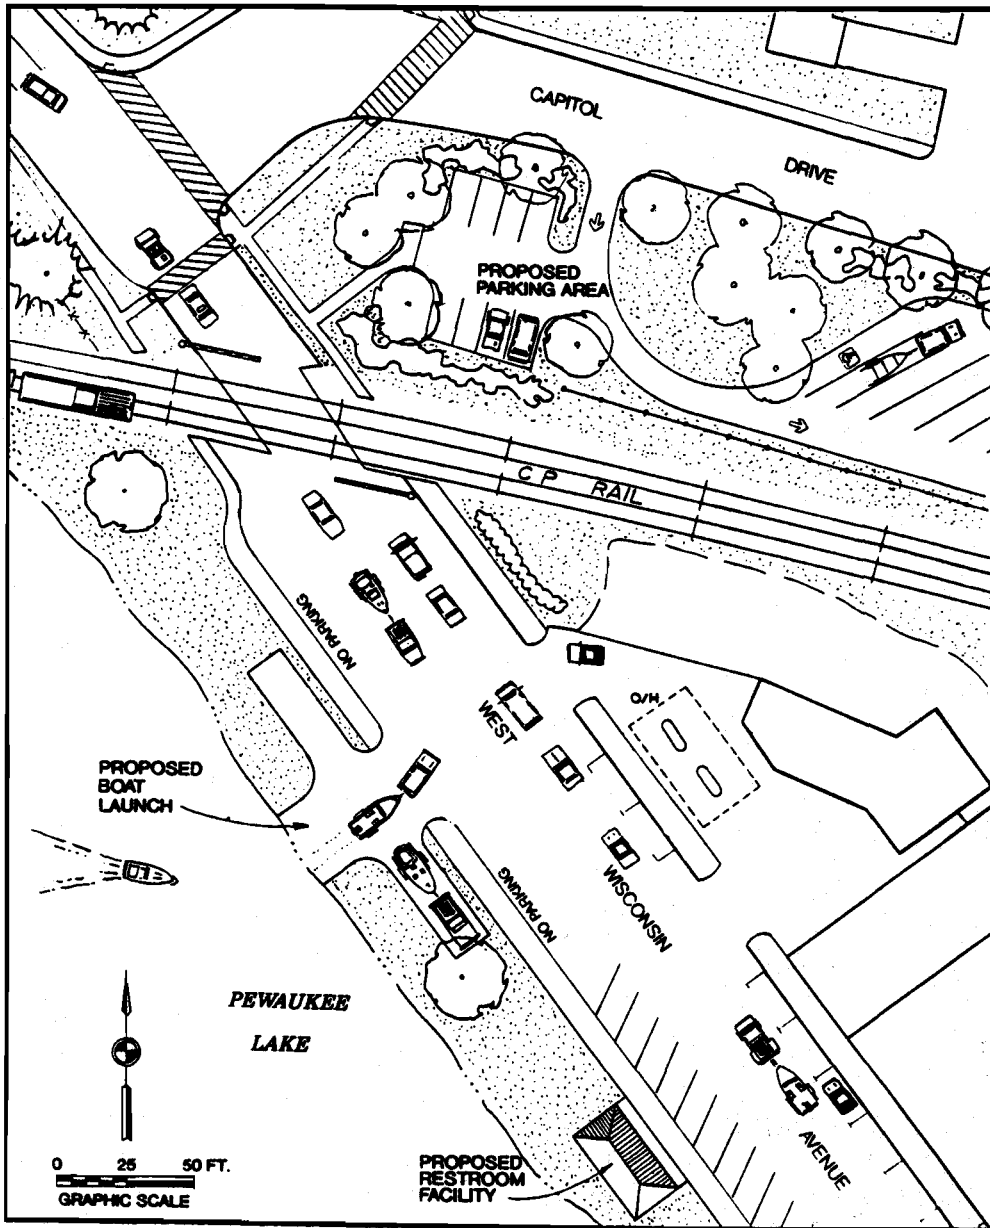 CAPITOL
DRIVE
PROPOSED
PARKING AREA
C P RAIL
NO PARKING
WEST
O/H
PROPOSED
BOAT
LAUNCH
WISCONSIN
NO PARKING
PEWAUKEE
LAKE
AVENUE
PROPOSED
RESTROOM
FACILITY
0 25 50 FT.
GRAPHIC SCALE